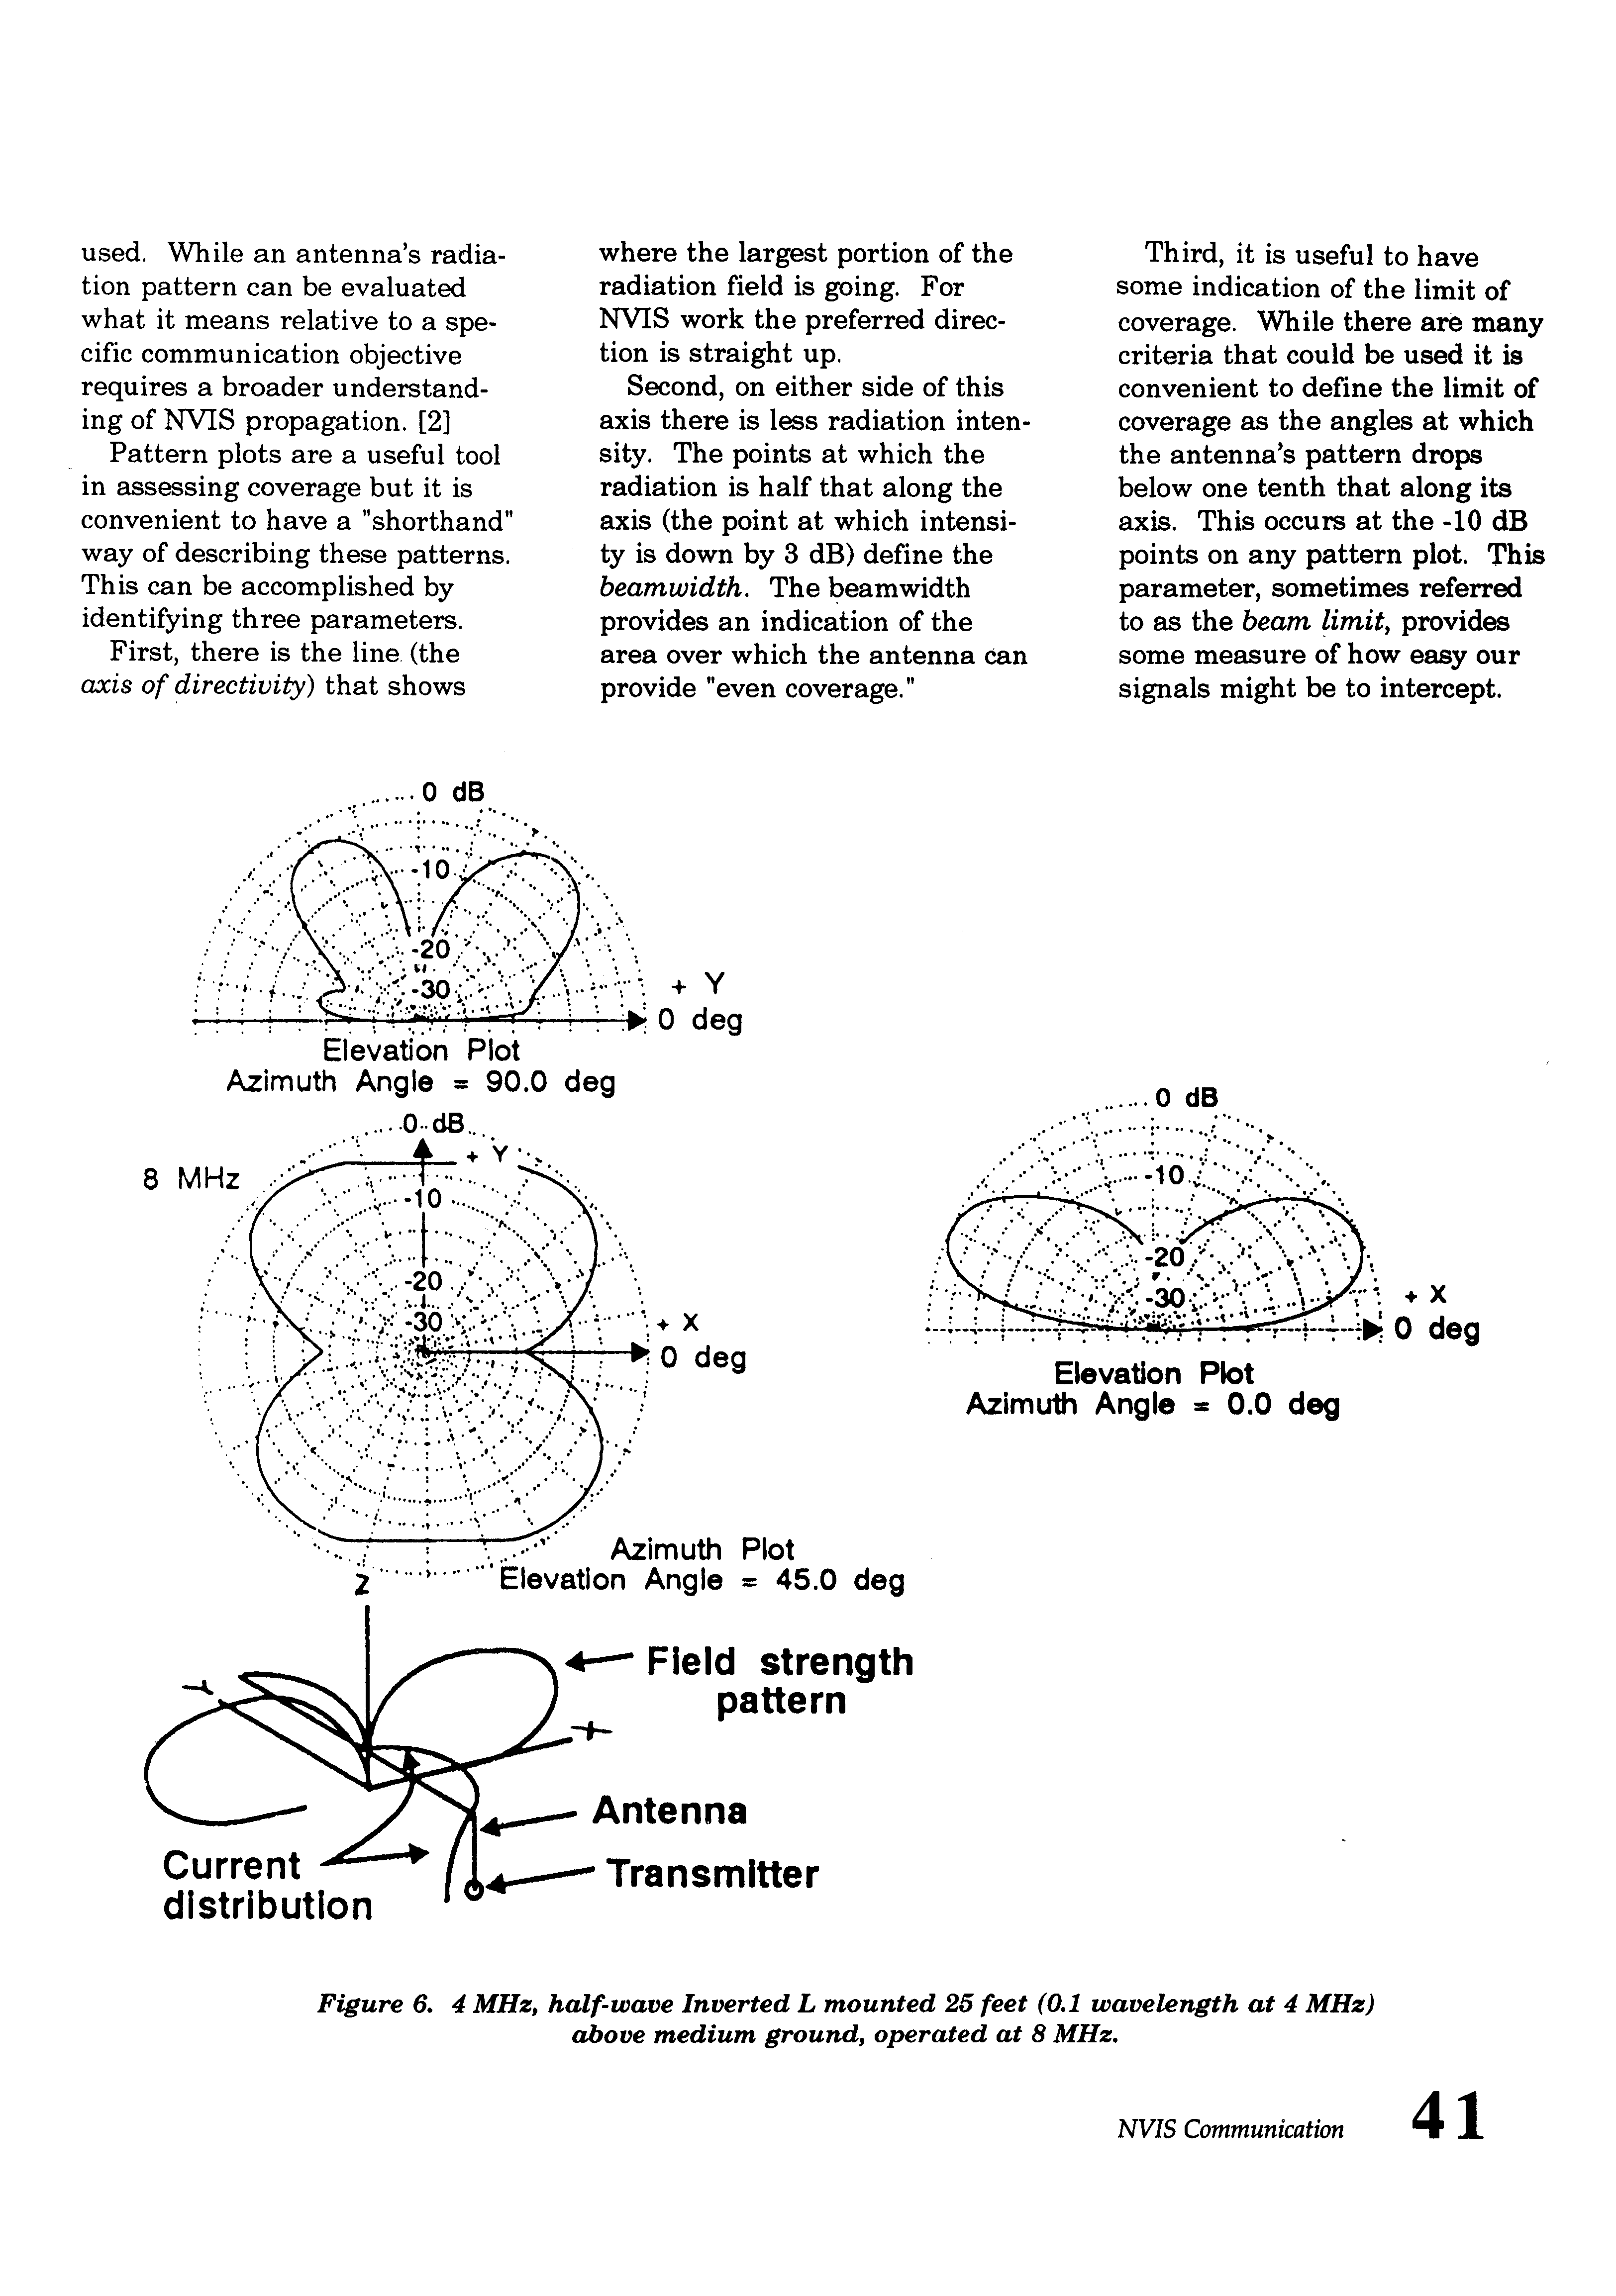 used. While an antenna's radia-
tion pattern can be evaluated
what it means relative to a spe-
cific communication objective
requires a broader understand-
ing of NVIS propagation. [2]
Pattern plots are a useful tool
in assessing coverage but it is
convenient to have a "shorthand"
way of describing these patterns.
This can be accomplished by
identifying three parameters.
First, there is the line (the
axis of directivity) that shows
where the largest portion of the
radiation field is going. For
NVIS work the preferred direc-
tion is straight up.
Second, on either side of this
axis there is less radiation inten-
sity. The points at which the
radiation is half that along the
axis (the point at which intensi-
ty is down by 3 dB) define the
beamwidth. The beamwidth
provides an indication of the
area over which the antenna can
provide "even coverage."
Third, it is useful to have
some indication of the limit of
coverage. While there are many
criteria that could be used it is
convenient to define the limit of
coverage as the angles at which
the antenna's pattern drops
below one tenth that along its
axis. This occurs at the -10 dB
points on any pattern plot. This
parameter, sometimes referred
to as the beam limit, provides
some measure of how easy our
signals might be to intercept.
0 dB
-10
-20
-30
+ Y
0 deg
Elevation Plot
Azimuth Angle = 90.0 deg
0 dB
+ Y
8 MHz
-10
-20
-30
+ X
0 deg
Azimuth Plot
Elevation Angle = 45.0 deg
0 dB
-10
-20
-30
+ X
0 deg
Elevation Plot
Azimuth Angle = 0.0 deg
Z
Y
X
Field strength
pattern
Antenna
Transmitter
Current
distribution
Figure 6. 4 MHz, half-wave Inverted L mounted 25 feet (0.1 wavelength at 4 MHz)
above medium ground, operated at 8 MHz.
NVIS Communication 41